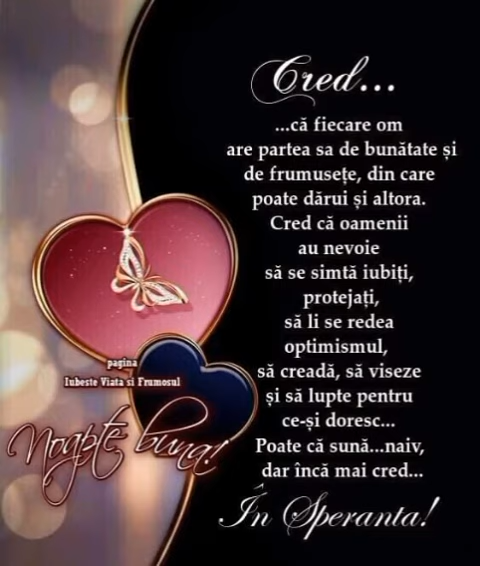 Cred...
...că fiecare om
are partea sa de bunătate și
de frumusețe, din care
poate dărui și altora.
Cred că oamenii
au nevoie
să se simtă iubiți,
protejați,
să li se redea
optimismul,
să creadă, să viseze
și să lupte pentru
ce-și doresc...
Poate că sună...naiv,
dar încă mai cred...
În Speranta!
pagina
Iubeste Viata si Frumosul
Noapte buna!